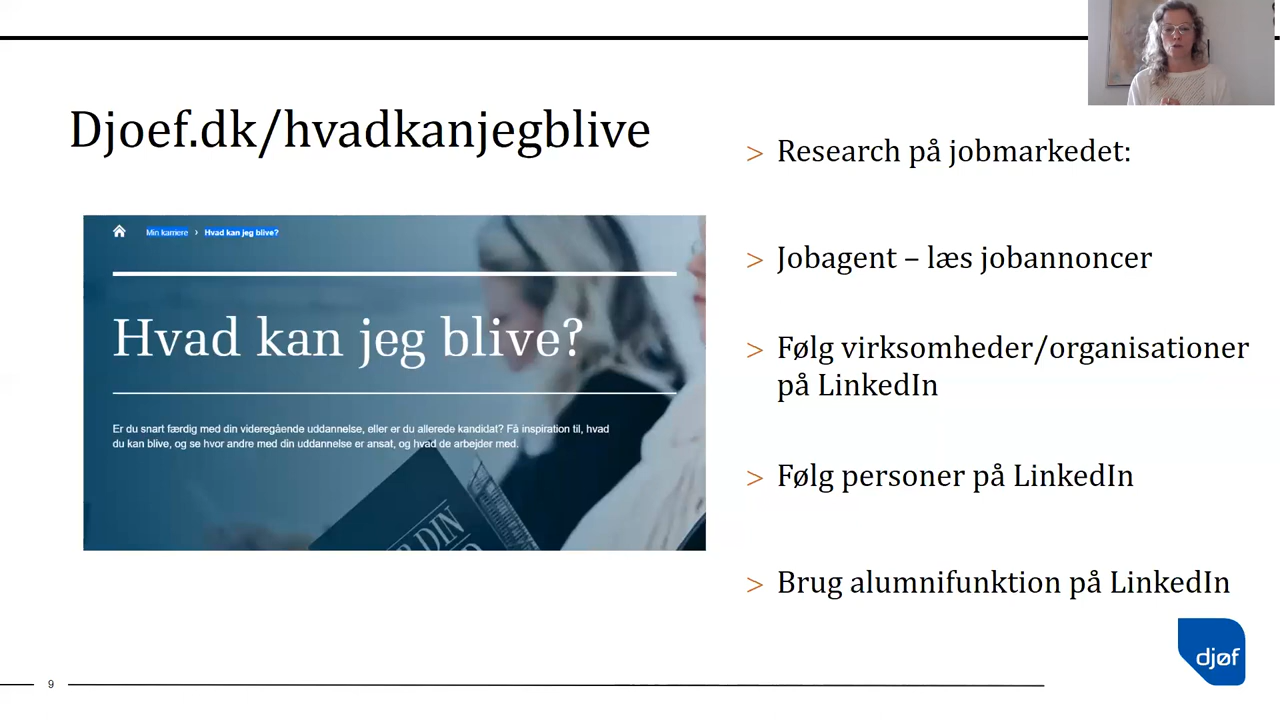 Djoef.dk/hvadkanjegblive
Min karriere › Hvad kan jeg blive?
Hvad kan jeg blive?
Er du snart færdig med din videregående uddannelse, eller er du allerede kandidat? Få inspiration til, hvad
du kan blive, og se hvor andre med din uddannelse er ansat, og hvad de arbejder med.
DIN
> Research på jobmarkedet:
> Jobagent – læs jobannoncer
> Følg virksomheder/organisationer
på LinkedIn
> Følg personer på LinkedIn
> Brug alumnifunktion på LinkedIn
djøf
9